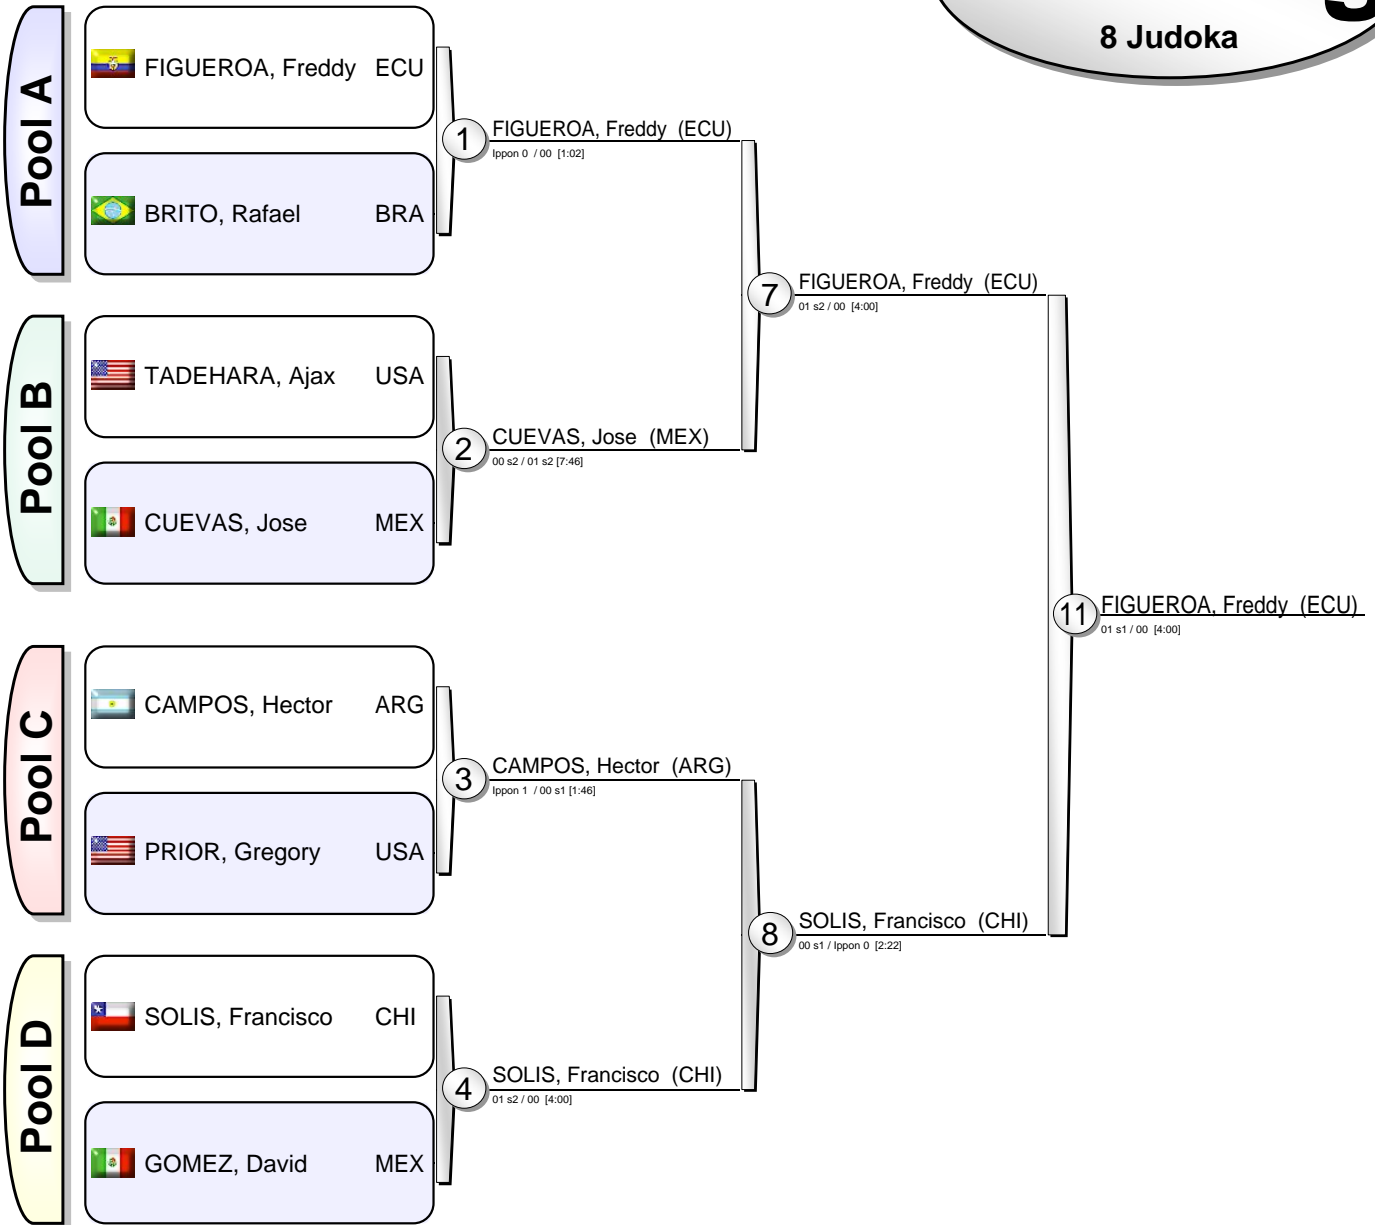 8 Judoka
Pool A
FIGUEROA, Freddy ECU
BRITO, Rafael BRA
1
FIGUEROA, Freddy (ECU)
Ippon 0 / 00 [1:02]
Pool B
TADEHARA, Ajax USA
CUEVAS, Jose MEX
2
CUEVAS, Jose (MEX)
00 s2 / 01 s2 [7:46]
7
FIGUEROA, Freddy (ECU)
01 s2 / 00 [4:00]
Pool C
CAMPOS, Hector ARG
PRIOR, Gregory USA
3
CAMPOS, Hector (ARG)
Ippon 1 / 00 s1 [1:46]
Pool D
SOLIS, Francisco CHI
GOMEZ, David MEX
4
SOLIS, Francisco (CHI)
01 s2 / 00 [4:00]
8
SOLIS, Francisco (CHI)
00 s1 / Ippon 0 [2:22]
11
FIGUEROA, Freddy (ECU)
01 s1 / 00 [4:00]